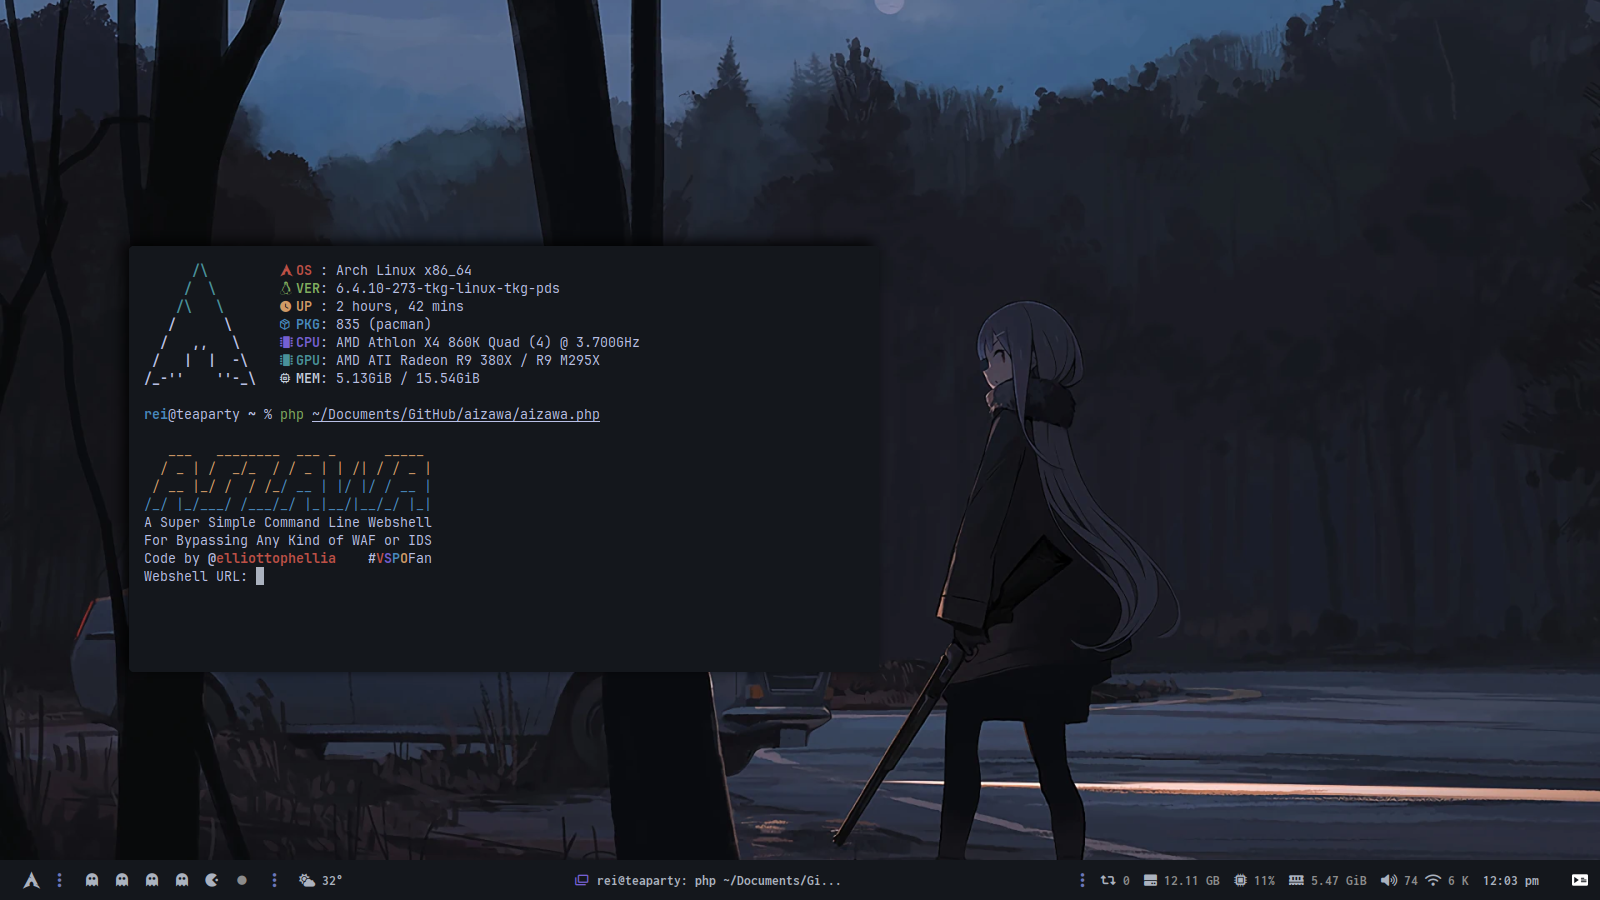 OS : Arch Linux x86_64
VER: 6.4.10-273-tkg-linux-tkg-pds
UP : 2 hours, 42 mins
PKG: 835 (pacman)
CPU: AMD Athlon X4 860K Quad (4) @ 3.700GHz
GPU: AMD ATI Radeon R9 380X / R9 M295X
MEM: 5.13GiB / 15.54GiB
rei@teaparty ~ % php ~/Documents/GitHub/aizawa/aizawa.php
AIZAWA
A Super Simple Command Line Webshell
For Bypassing Any Kind of WAF or IDS
Code by @elliottophellia #VSPOFan
Webshell URL:
32° rei@teaparty: php ~/Documents/Gi... 0 12.11 GB 11% 5.47 GiB 74 6 K 12:03 pm